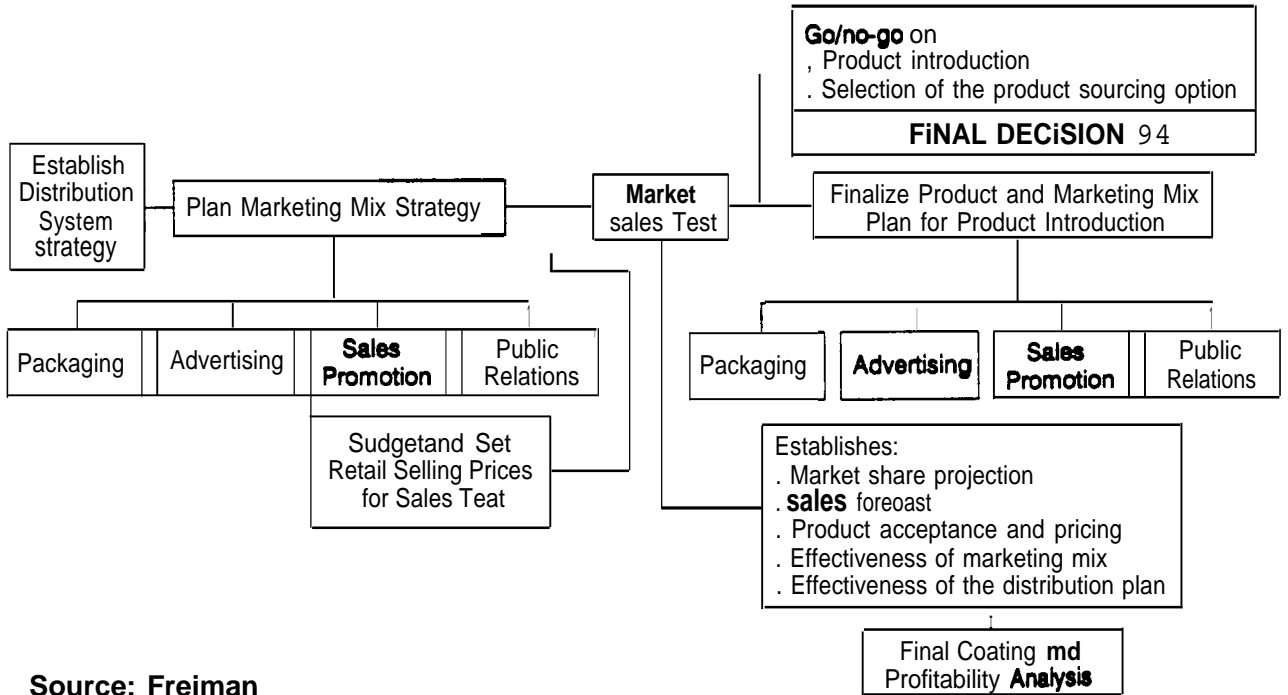 Go/no-go on
, Product introduction
. Selection of the product sourcing option
FiNAL DECiSION 94
Establish
Distribution
System
strategy
Plan Marketing Mix Strategy
Market
sales Test
Finalize Product and Marketing Mix
Plan for Product Introduction
Packaging
Advertising
Sales
Promotion
Public
Relations
Packaging
Advertising
Sales
Promotion
Public
Relations
Sudgetand Set
Retail Selling Prices
for Sales Teat
Establishes:
. Market share projection
. sales foreoast
. Product acceptance and pricing
. Effectiveness of marketing mix
. Effectiveness of the distribution plan
Final Coating md
Profitability Analysis
Source: Freiman